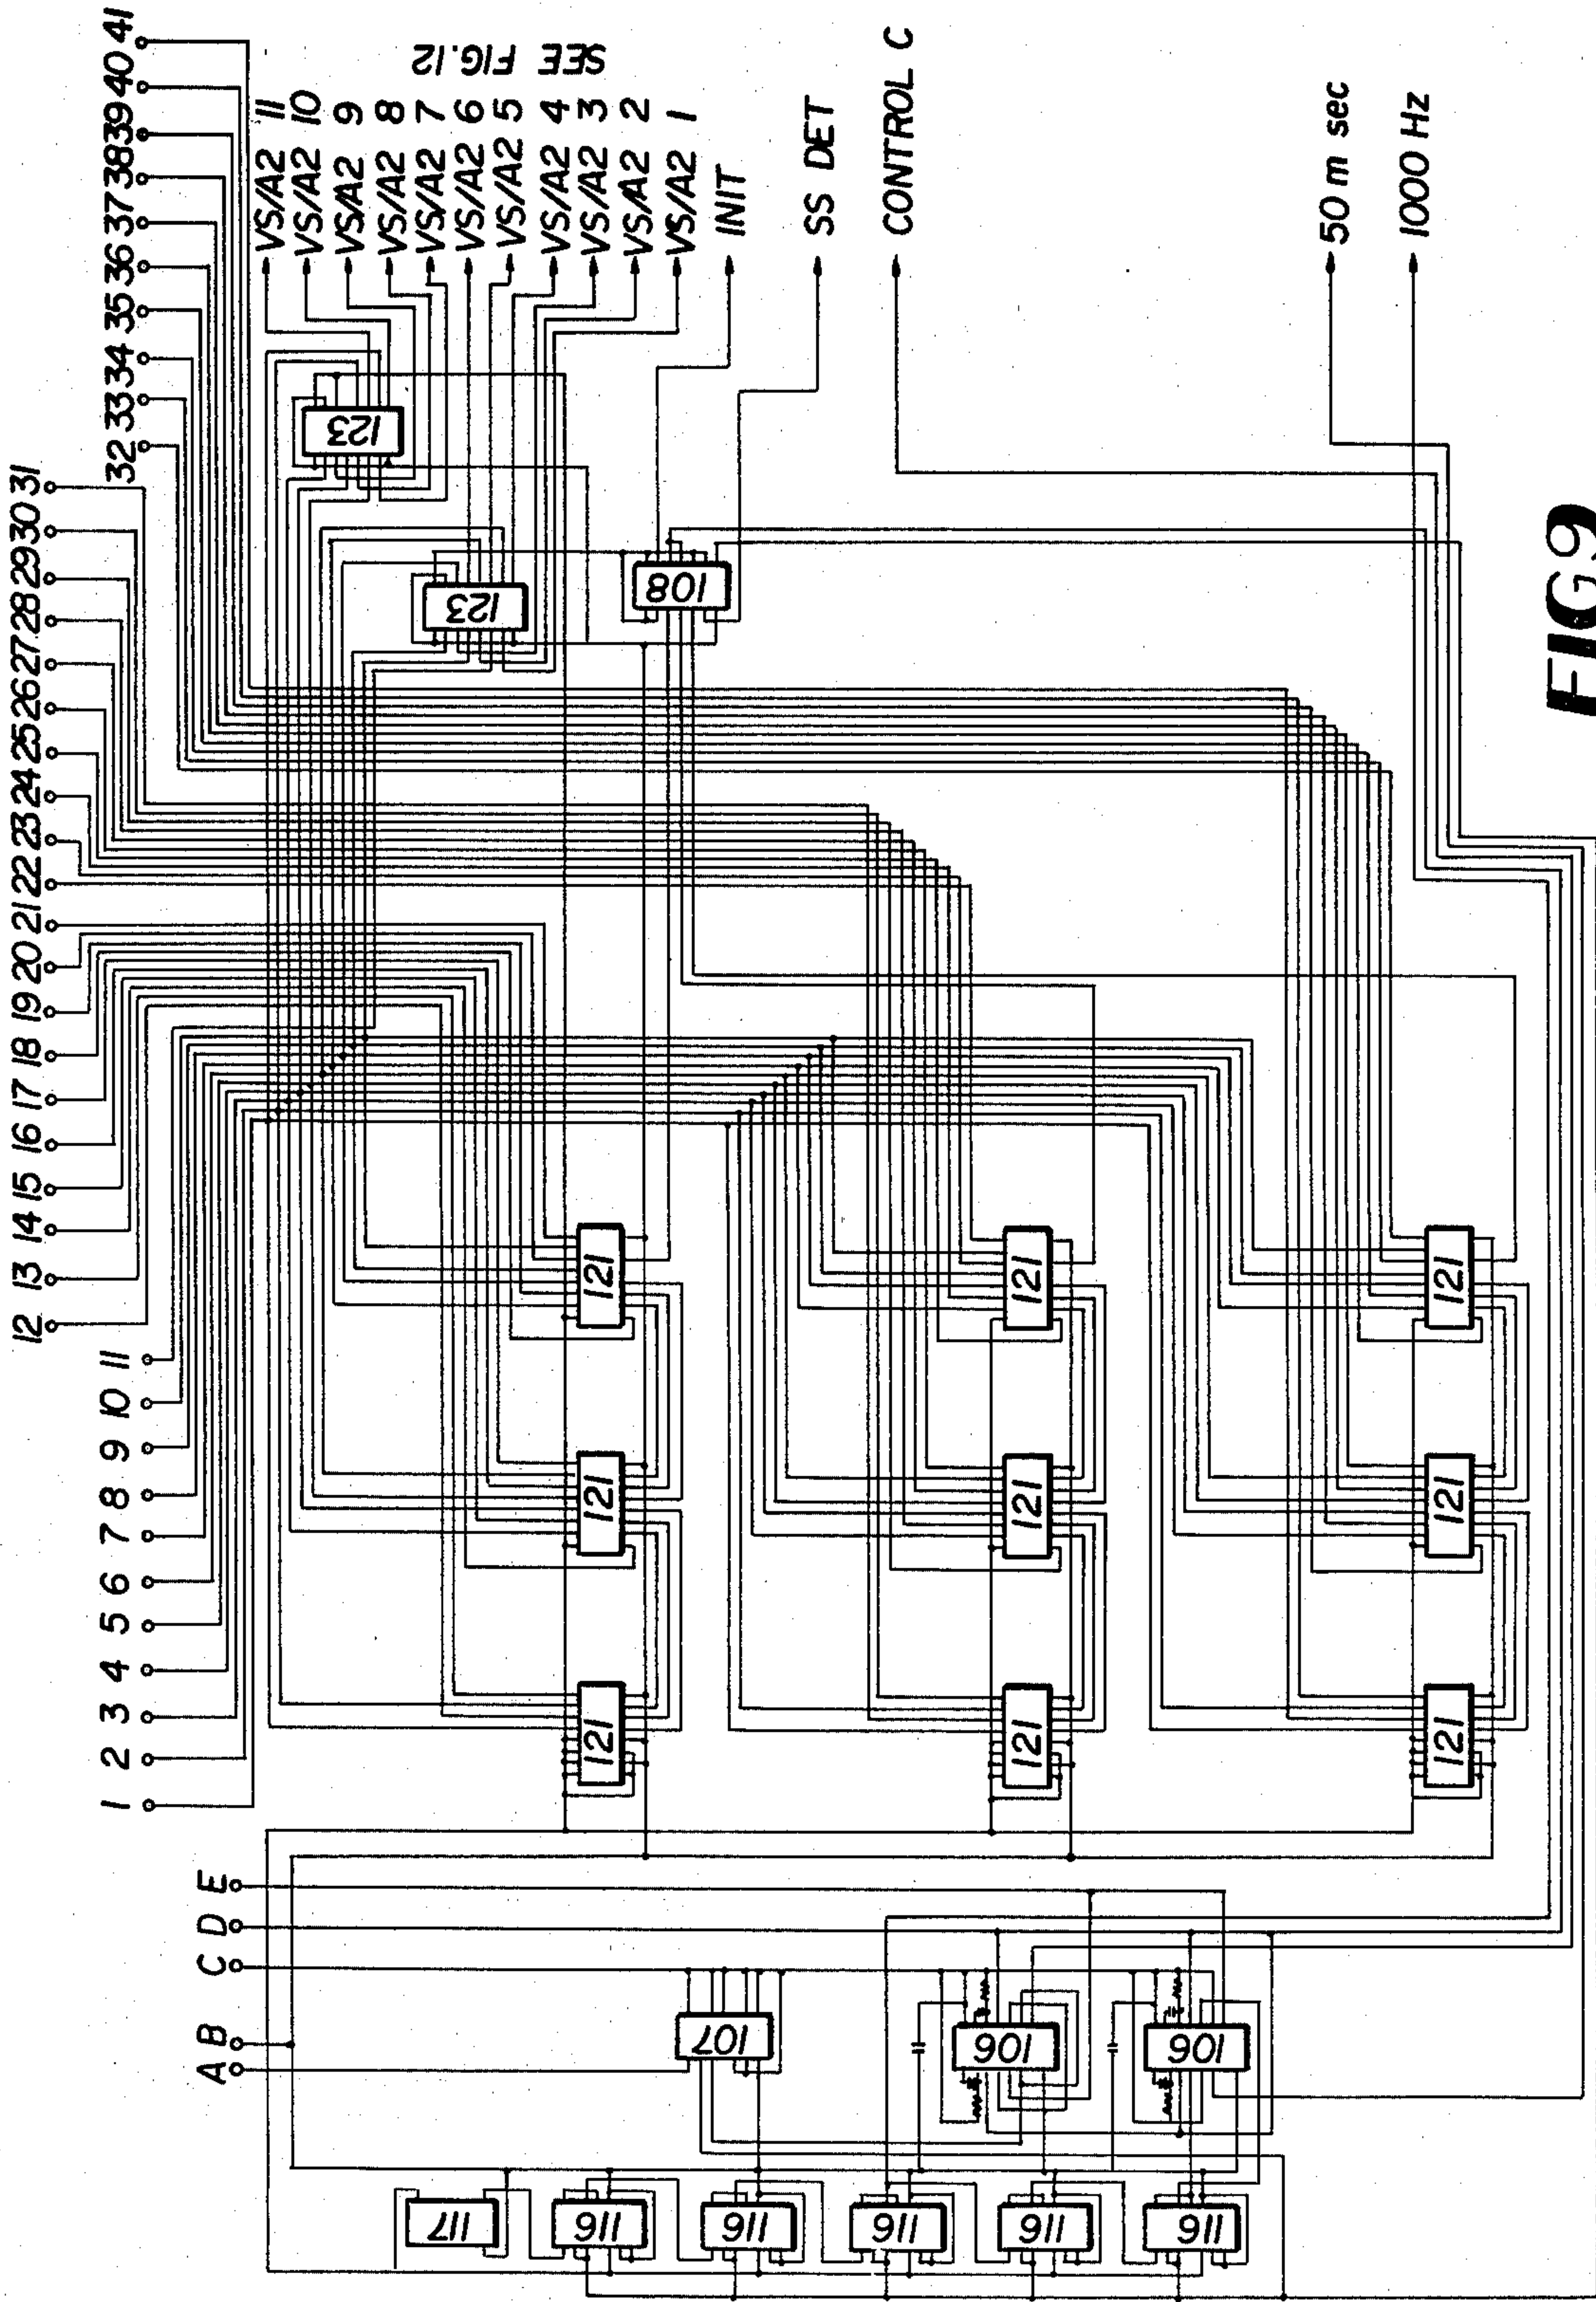 12 13 14 15 16 17 18 19 20 21 22 23 24 25 26 27 28 29 30 31
1 2 3 4 5 6 7 8 9 10 11
32 33 34 35 36 37 38 39 40 41
A B C D E
VS/A2 11
VS/A2 10
VS/A2 9
VS/A2 8
VS/A2 7
VS/A2 6
VS/A2 5
VS/A2 4
VS/A2 3
VS/A2 2
VS/A2 1
SEE FIG.12
INIT
SS DET
CONTROL C
50 m sec
1000 Hz
123
123
108
121
121
121
121
121
121
121
121
121
107
106
106
117
116
116
116
116
116
FIG9